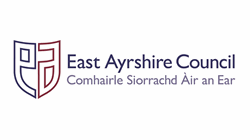 East Ayrshire Council
Comhairle Siorrachd Àir an Ear